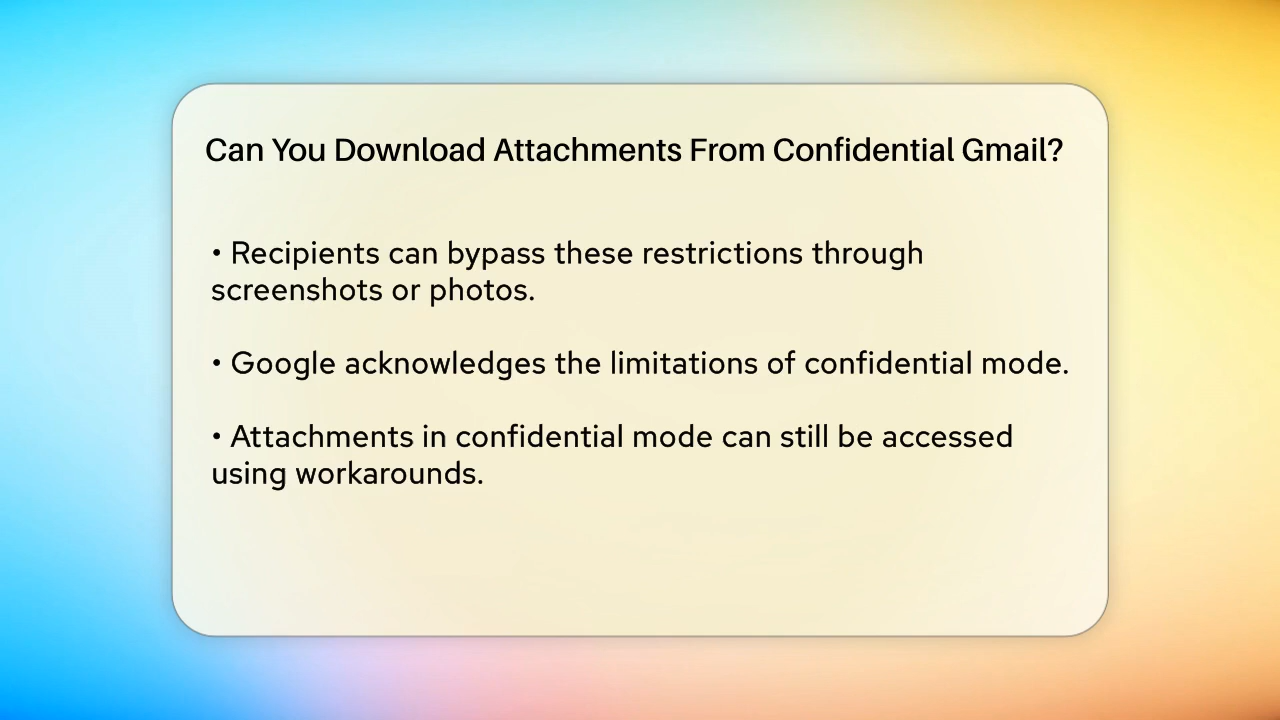 Can You Download Attachments From Confidential Gmail?
• Recipients can bypass these restrictions through
screenshots or photos.
• Google acknowledges the limitations of confidential mode.
• Attachments in confidential mode can still be accessed
using workarounds.